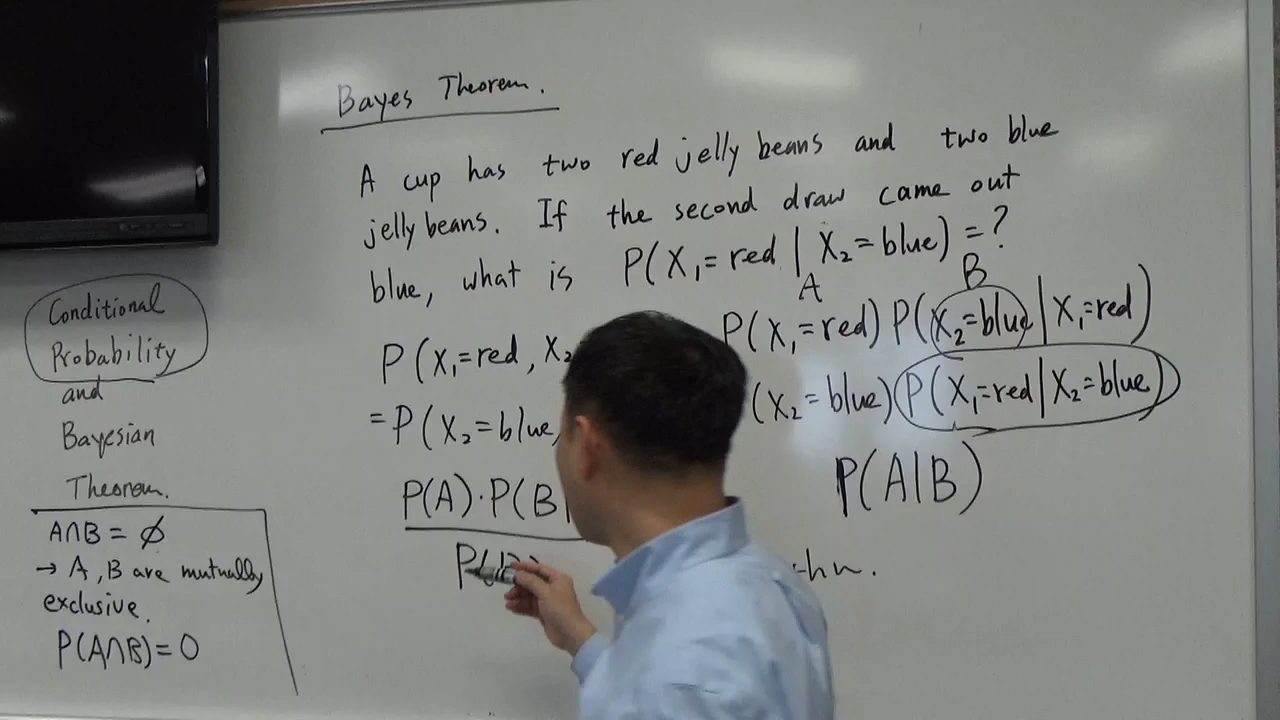 Bayes Theorem.
A cup has two red jelly beans and two blue
jelly beans. If the second draw came out
blue, what is P(X₁=red | X₂=blue) = ?
A B
P(X₁=red, X₂ P(X₁=red) P(X₂=blue | X₁=red)
= P(X₂=blue, (X₂=blue) P(X₁=red | X₂=blue)
P(A)·P(B| P(A|B)
Conditional
Probability
and
Bayesian
Theorem.
A∩B = ∅
→ A, B are mutually
exclusive.
P(A∩B) = 0